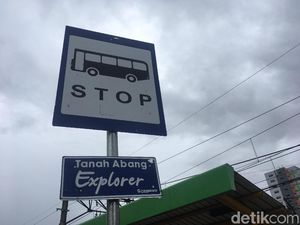 STOP
Tanah Abang
Explorer
detikcom